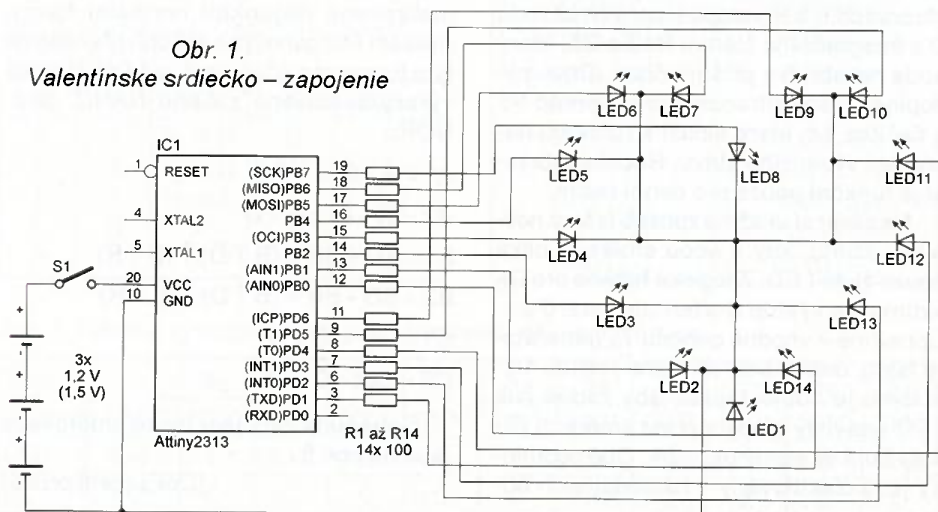 Obr. 1
Valentínske srdiečko – zapojenie
IC1
1
RESET
4
XTAL2
5
XTAL1
20
VCC
10
GND
(SCK)PB7
19
(MISO)PB6
18
(MOSI)PB5
17
PB4
16
(OCI)PB3
15
PB2
14
(AIN1)PB1
13
(AIN0)PB0
12
(ICP)PD6
11
(T1)PD5
9
(T0)PD4
8
(INT1)PD3
7
(INT0)PD2
6
(TXD)PD1
3
(RXD)PD0
2
Attiny2313
R1 až R14
14x 100
S1
+
+
+
3x
1,2 V
(1,5 V)
LED6
LED7
LED9
LED10
LED5
LED8
LED11
LED4
LED12
LED3
LED13
LED2
LED14
LED1